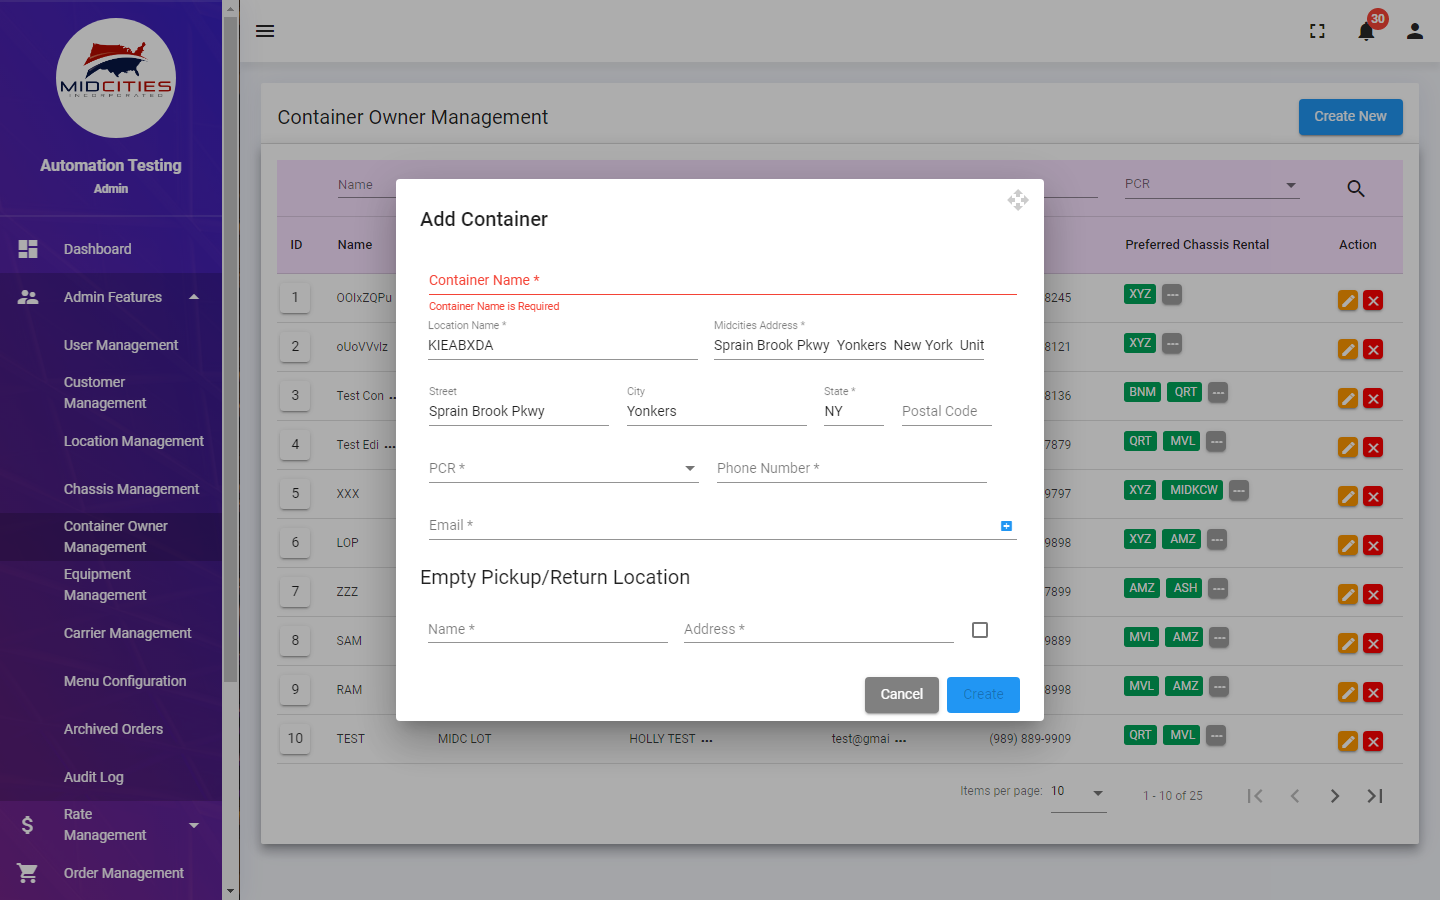 MIDCITIES
INCORPORATED
Automation Testing
Admin
Dashboard
Admin Features
User Management
Customer
Management
Location Management
Chassis Management
Container Owner
Management
Equipment
Management
Carrier Management
Menu Configuration
Archived Orders
Audit Log
Rate
Management
Order Management
30
Container Owner Management
Create New
Name
PCR
ID Name Preferred Chassis Rental Action
1 OOIxZQPu 8245 XYZ ---
2 oUoVVvIz 8121 XYZ ---
3 Test Con ... 8136 BNM QRT ---
4 Test Edi ... 7879 QRT MVL ---
5 XXX 9797 XYZ MIDKCW ---
6 LOP 9898 XYZ AMZ ---
7 ZZZ 7899 AMZ ASH ---
8 SAM 9889 MVL AMZ ---
9 RAM 8998 MVL AMZ ---
10 TEST MIDC LOT HOLLY TEST ... test@gmai ... (989) 889-9909 QRT MVL ---
Items per page: 10 1 - 10 of 25
Add Container
Container Name *
Container Name is Required
Location Name * Midcities Address *
KIEABXDA Sprain Brook Pkwy Yonkers New York Unit
Street City State *
Sprain Brook Pkwy Yonkers NY Postal Code
PCR * Phone Number *
Email *
Empty Pickup/Return Location
Name * Address *
Cancel Create